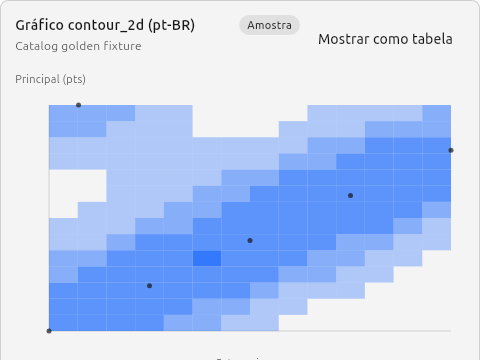 Gráfico contour_2d (pt-BR)
Amostra
Catalog golden fixture
Mostrar como tabela
Principal (pts)